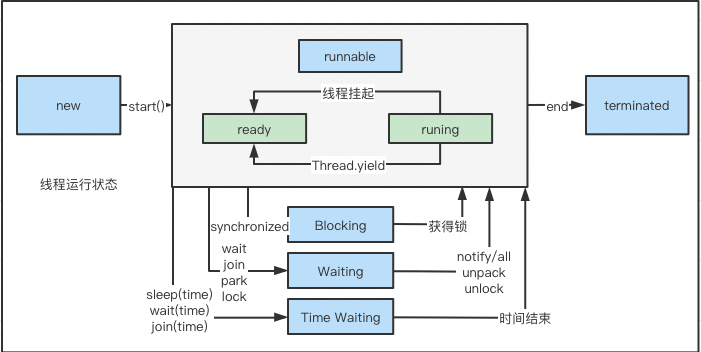 runnable
线程挂起
new
start()
ready
runing
end
terminated
Thread.yield
线程运行状态
synchronized
Blocking
获得锁
wait
join
park
lock
Waiting
notify/all
unpack
unlock
sleep(time)
wait(time)
join(time)
Time Waiting
时间结束